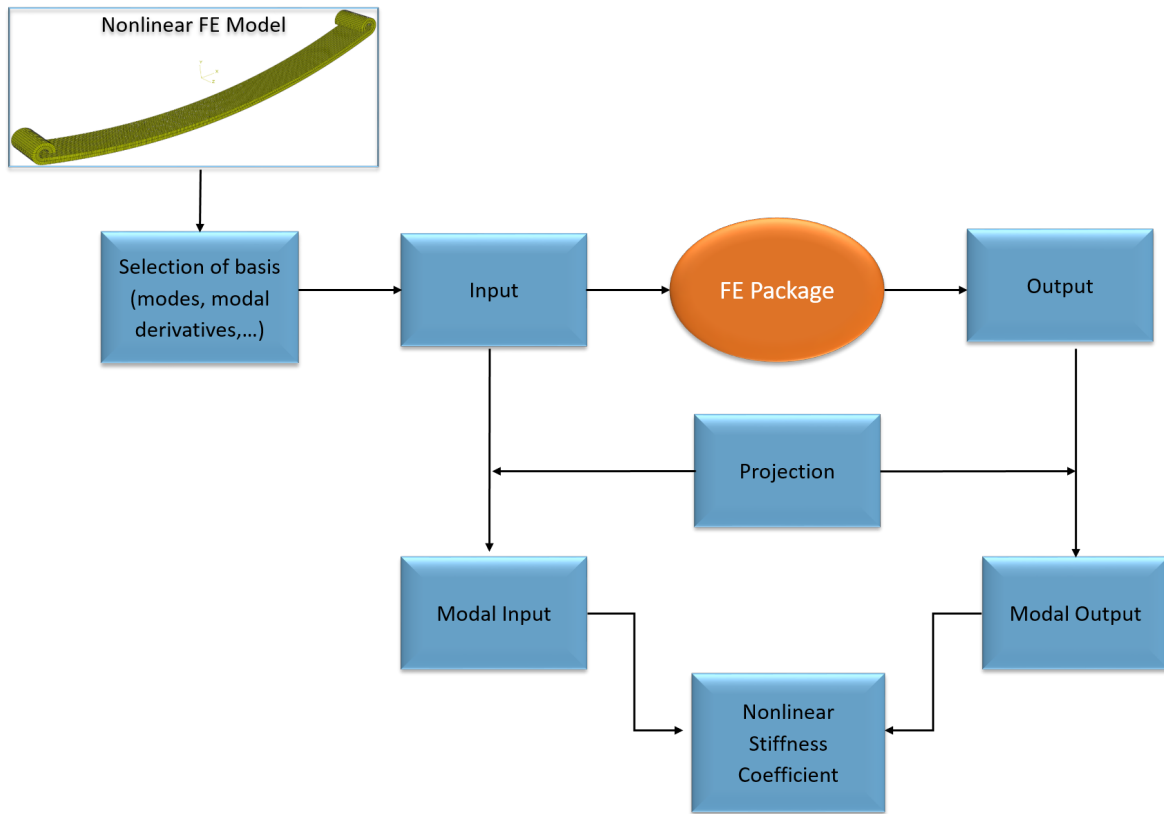 Nonlinear FE Model
Selection of basis
(modes, modal
derivatives,...)
Input
FE Package
Output
Projection
Modal Input
Modal Output
Nonlinear
Stiffness
Coefficient